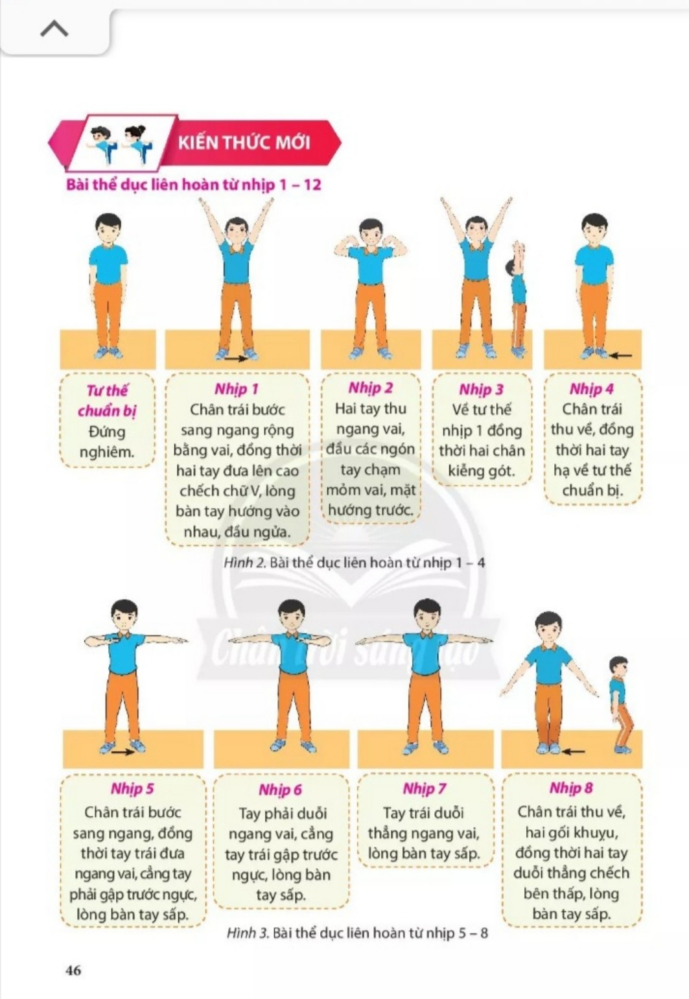 KIẾN THỨC MỚI
Bài thể dục liên hoàn từ nhịp 1 – 12
Tư thế
chuẩn bị
Đứng
nghiêm.
Nhịp 1
Chân trái bước
sang ngang rộng
bằng vai, đồng thời
hai tay đưa lên cao
chếch chữ V, lòng
bàn tay hướng vào
nhau, đầu ngửa.
Nhịp 2
Hai tay thu
ngang vai,
đầu các ngón
tay chạm
mỏm vai, mặt
hướng trước.
Nhịp 3
Về tư thế
nhịp 1 đồng
thời hai chân
kiễng gót.
Nhịp 4
Chân trái
thu về, đồng
thời hai tay
hạ về tư thế
chuẩn bị.
Hình 2. Bài thể dục liên hoàn từ nhịp 1 – 4
Chân trời sáng tạo
Nhịp 5
Chân trái bước
sang ngang, đồng
thời tay trái đưa
ngang vai, cẳng tay
phải gập trước ngực,
lòng bàn tay sấp.
Nhịp 6
Tay phải duỗi
ngang vai, cẳng
tay trái gập trước
ngực, lòng bàn
tay sấp.
Nhịp 7
Tay trái duỗi
thẳng ngang vai,
lòng bàn tay sấp.
Nhịp 8
Chân trái thu về,
hai gối khuyu,
đồng thời hai tay
duỗi thẳng chếch
bên thấp, lòng
bàn tay sấp.
Hình 3. Bài thể dục liên hoàn từ nhịp 5 – 8
46